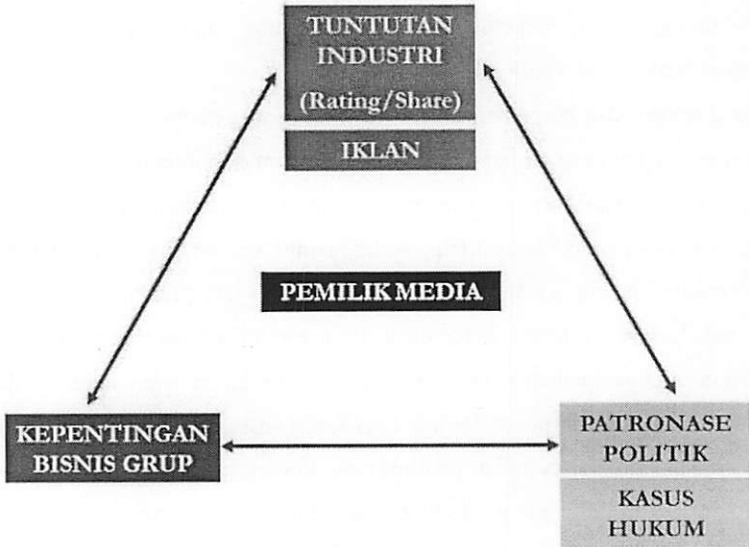 TUNTUTAN
INDUSTRI
(Rating/Share)
IKLAN
PEMILIK MEDIA
KEPENTINGAN
BISNIS GRUP
PATRONASE
POLITIK
KASUS
HUKUM